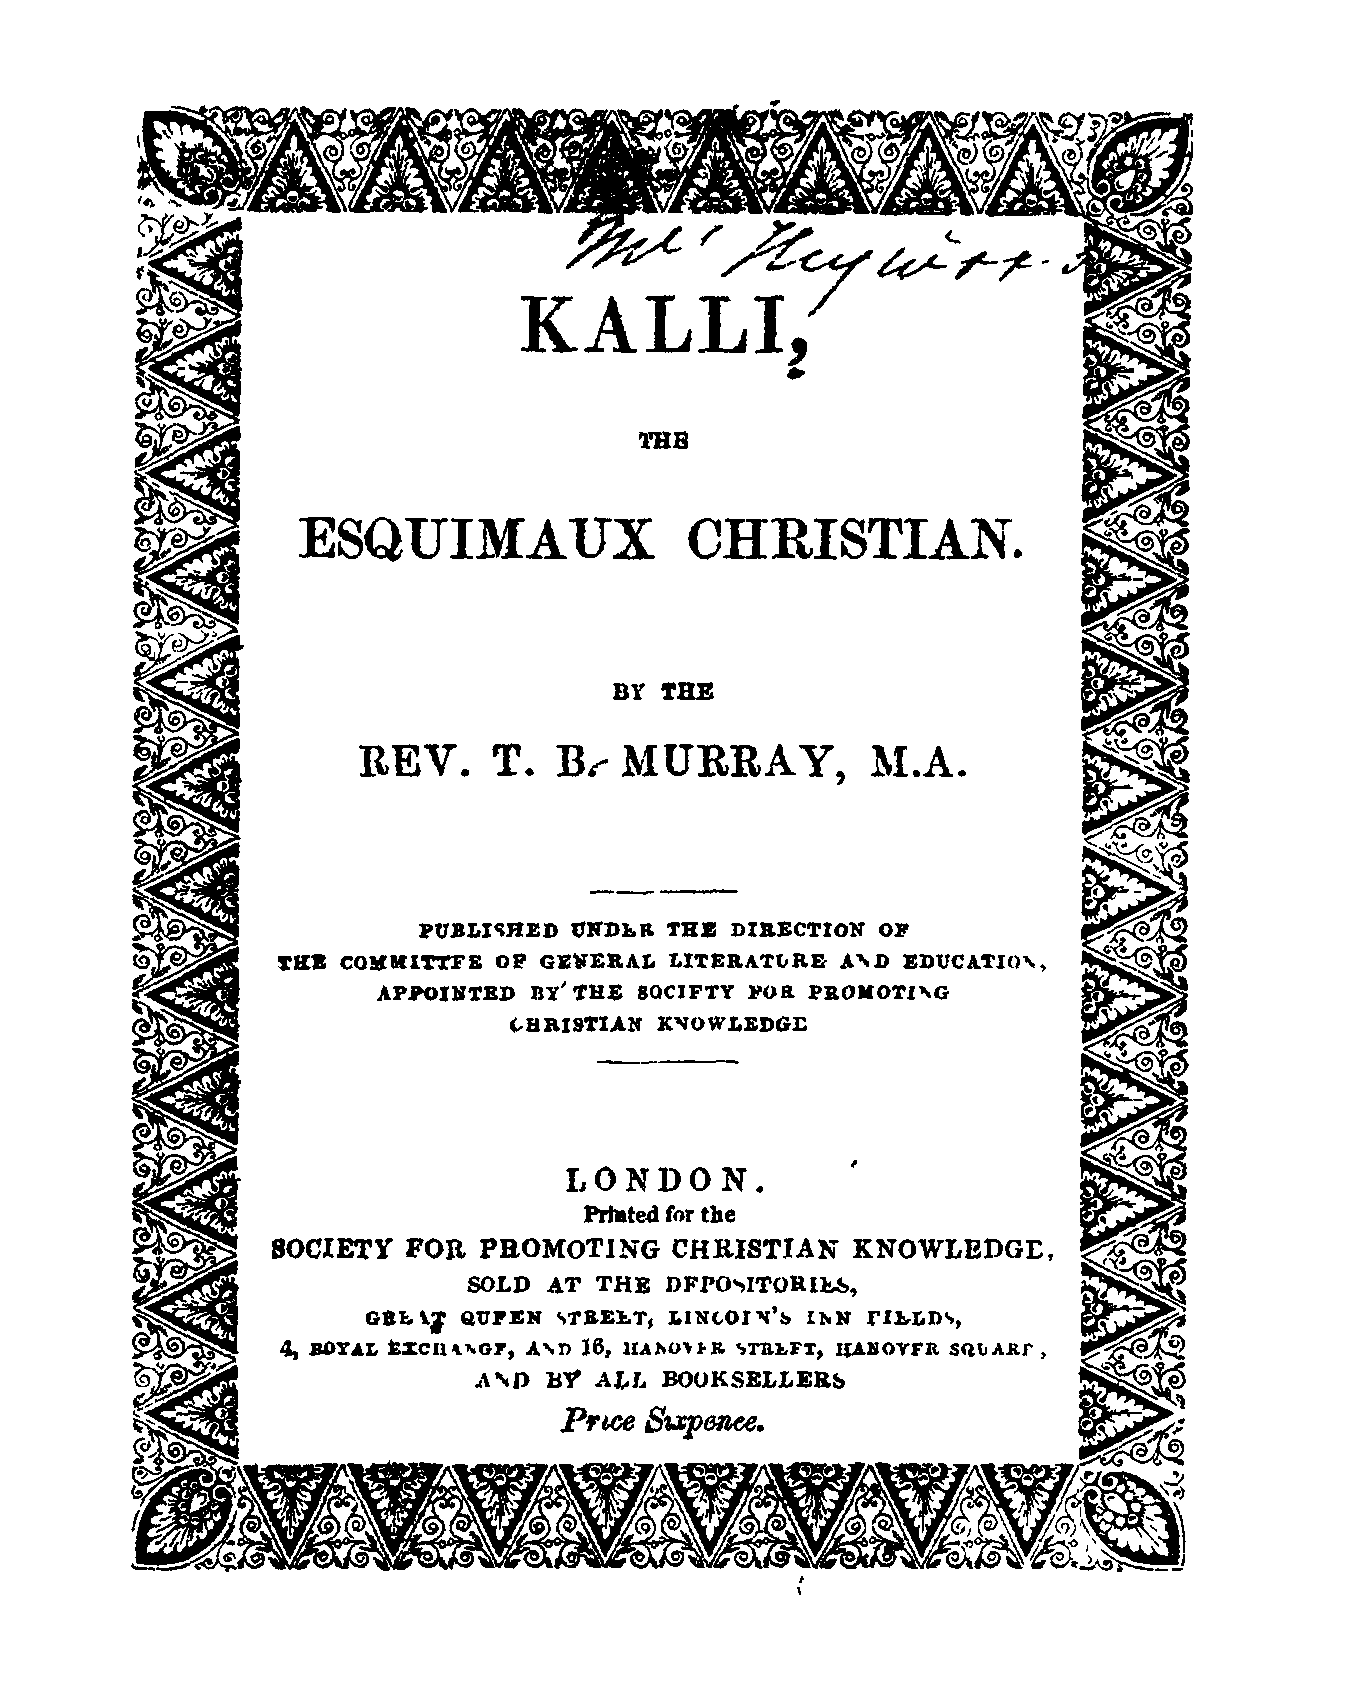 KALLI,
THE
ESQUIMAUX CHRISTIAN.
BY THE
REV. T. B. MURRAY, M.A.
PUBLISHED UNDER THE DIRECTION OF
THE COMMITTEE OF GENERAL LITERATURE AND EDUCATION,
APPOINTED BY THE SOCIETY FOR PROMOTING
CHRISTIAN KNOWLEDGE
LONDON.
Printed for the
SOCIETY FOR PROMOTING CHRISTIAN KNOWLEDGE,
SOLD AT THE DEPOSITORIES,
GREAT QUEEN STREET, LINCOLN'S INN FIELDS,
4, ROYAL EXCHANGE, AND 16, HANOVER STREET, HANOVER SQUARE,
AND BY ALL BOOKSELLERS
Price Sixpence.